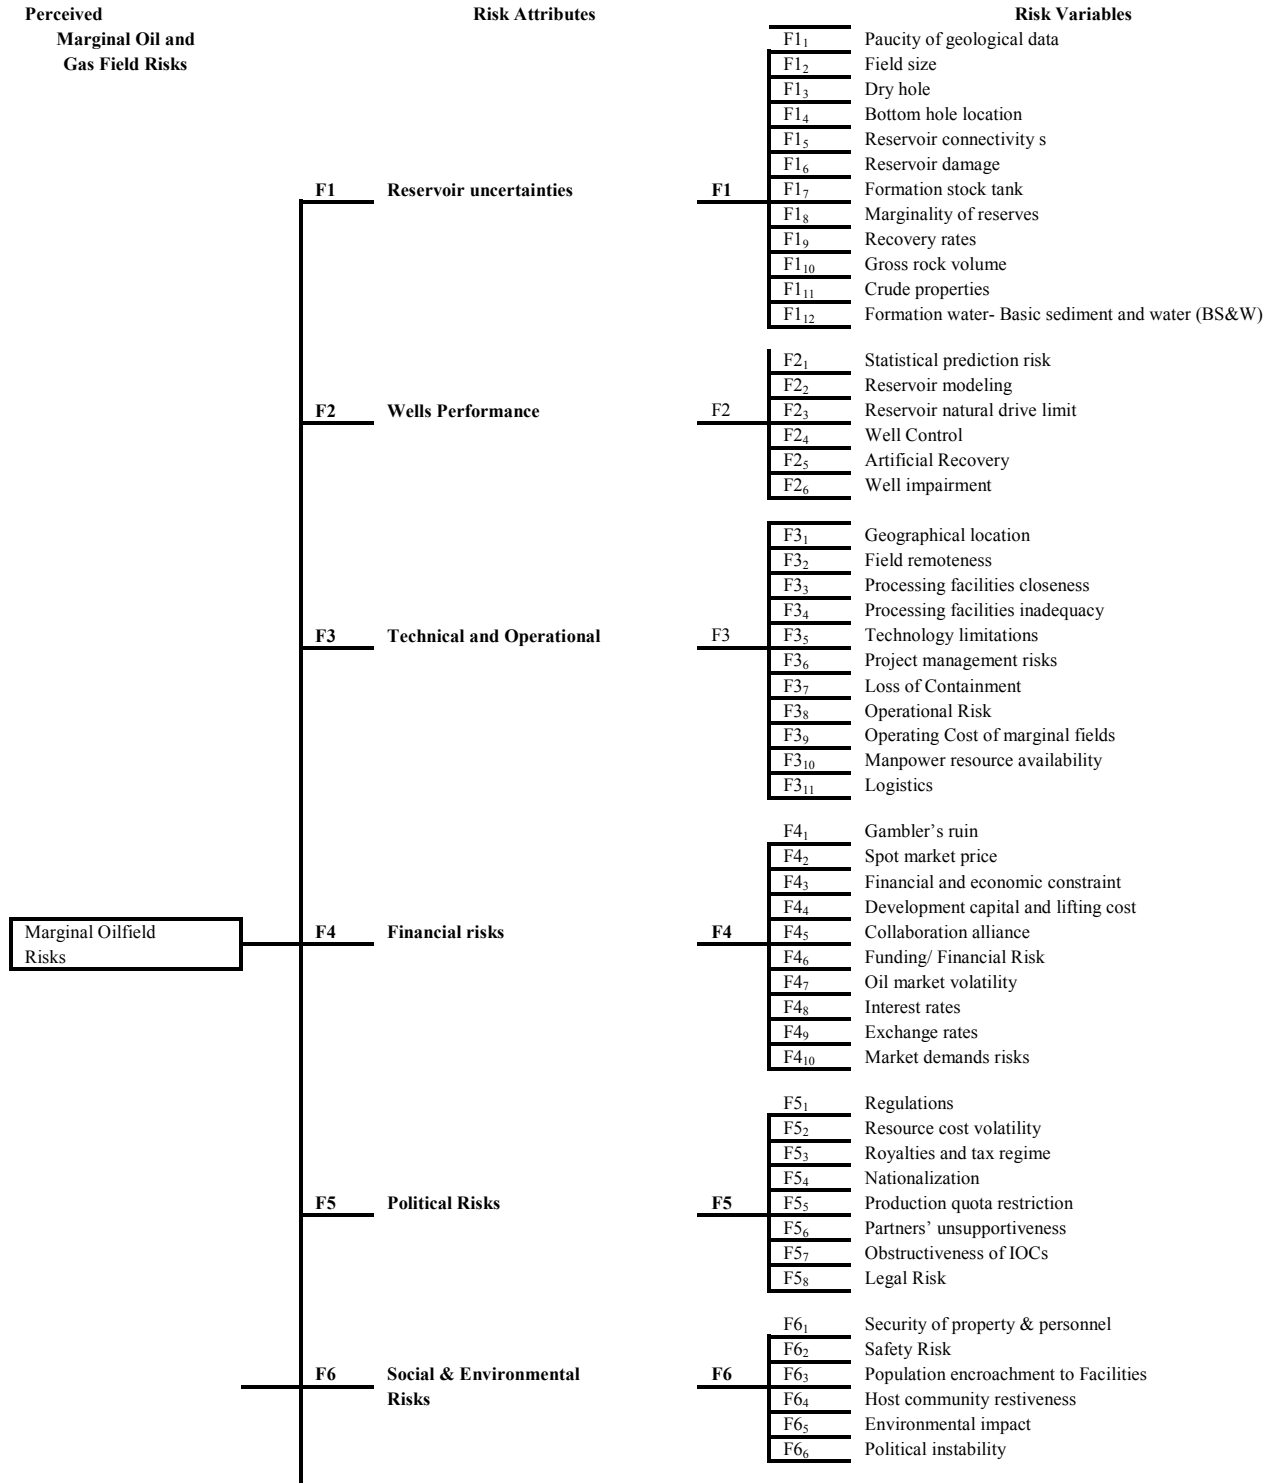 Perceived Risk Attributes Risk Variables
Marginal Oil and
Gas Field Risks
F1₁ Paucity of geological data
F1₂ Field size
F1₃ Dry hole
F1₄ Bottom hole location
F1₅ Reservoir connectivity s
F1₆ Reservoir damage
F1 Reservoir uncertainties F1 F1₇ Formation stock tank
F1₈ Marginality of reserves
F1₉ Recovery rates
F1₁₀ Gross rock volume
F1₁₁ Crude properties
F1₁₂ Formation water- Basic sediment and water (BS&W)
F2₁ Statistical prediction risk
F2₂ Reservoir modeling
F2 Wells Performance F2 F2₃ Reservoir natural drive limit
F2₄ Well Control
F2₅ Artificial Recovery
F2₆ Well impairment
F3₁ Geographical location
F3₂ Field remoteness
F3₃ Processing facilities closeness
F3₄ Processing facilities inadequacy
F3 Technical and Operational F3 F3₅ Technology limitations
F3₆ Project management risks
F3₇ Loss of Containment
F3₈ Operational Risk
F3₉ Operating Cost of marginal fields
F3₁₀ Manpower resource availability
F3₁₁ Logistics
F4₁ Gambler’s ruin
F4₂ Spot market price
F4₃ Financial and economic constraint
F4₄ Development capital and lifting cost
Marginal Oilfield F4 Financial risks F4 F4₅ Collaboration alliance
Risks F4₆ Funding/ Financial Risk
F4₇ Oil market volatility
F4₈ Interest rates
F4₉ Exchange rates
F4₁₀ Market demands risks
F5₁ Regulations
F5₂ Resource cost volatility
F5₃ Royalties and tax regime
F5₄ Nationalization
F5 Political Risks F5 F5₅ Production quota restriction
F5₆ Partners’ unsupportiveness
F5₇ Obstructiveness of IOCs
F5₈ Legal Risk
F6₁ Security of property & personnel
F6₂ Safety Risk
F6 Social & Environmental F6 F6₃ Population encroachment to Facilities
Risks F6₄ Host community restiveness
F6₅ Environmental impact
F6₆ Political instability